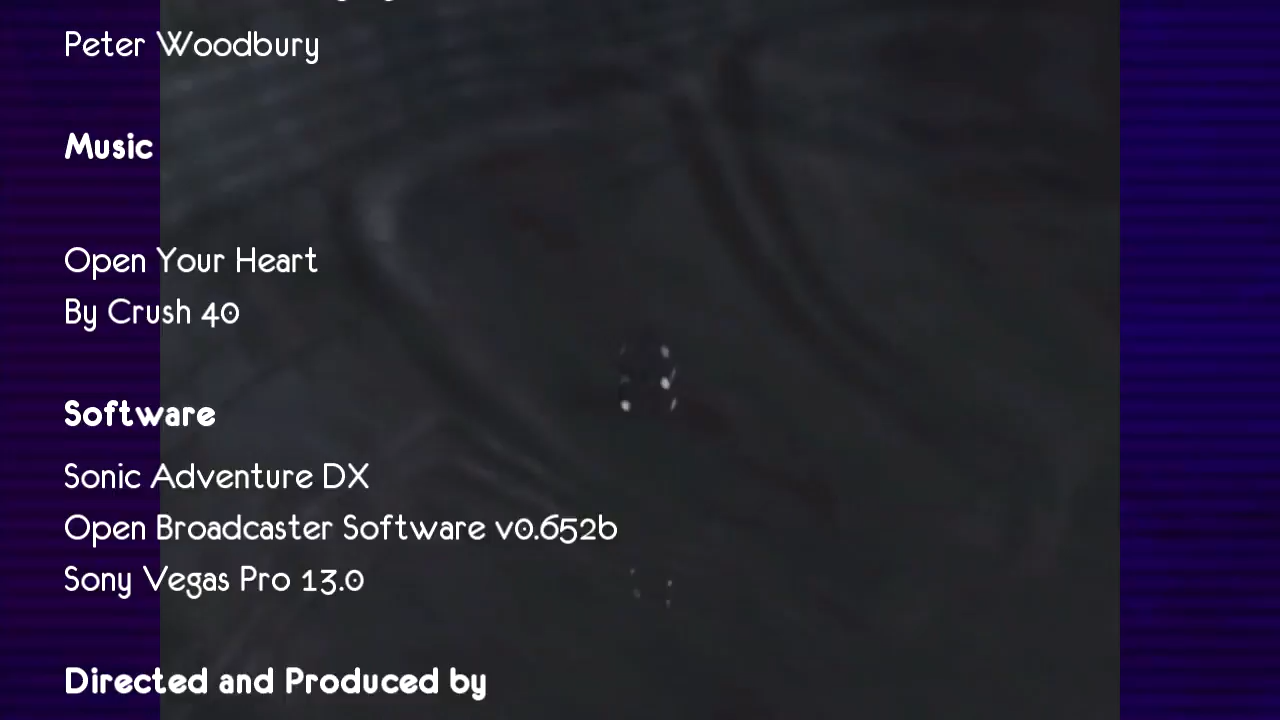 Peter Woodbury
Music
Open Your Heart
By Crush 40
Software
Sonic Adventure DX
Open Broadcaster Software v0.652b
Sony Vegas Pro 13.0
Directed and Produced by